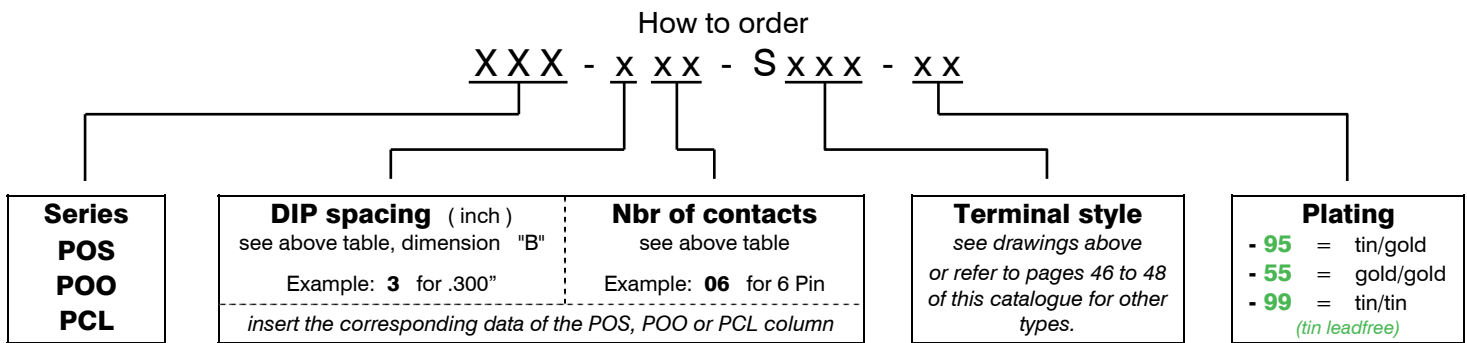 How to order
XXX - x xx - S xxx - xx
Series
POS
POO
PCL
DIP spacing ( inch )
see above table, dimension "B"
Example: 3 for .300”
Nbr of contacts
see above table
Example: 06 for 6 Pin
insert the corresponding data of the POS, POO or PCL column
Terminal style
see drawings above
or refer to pages 46 to 48
of this catalogue for other
types.
Plating
- 95 = tin/gold
- 55 = gold/gold
- 99 = tin/tin
(tin leadfree)